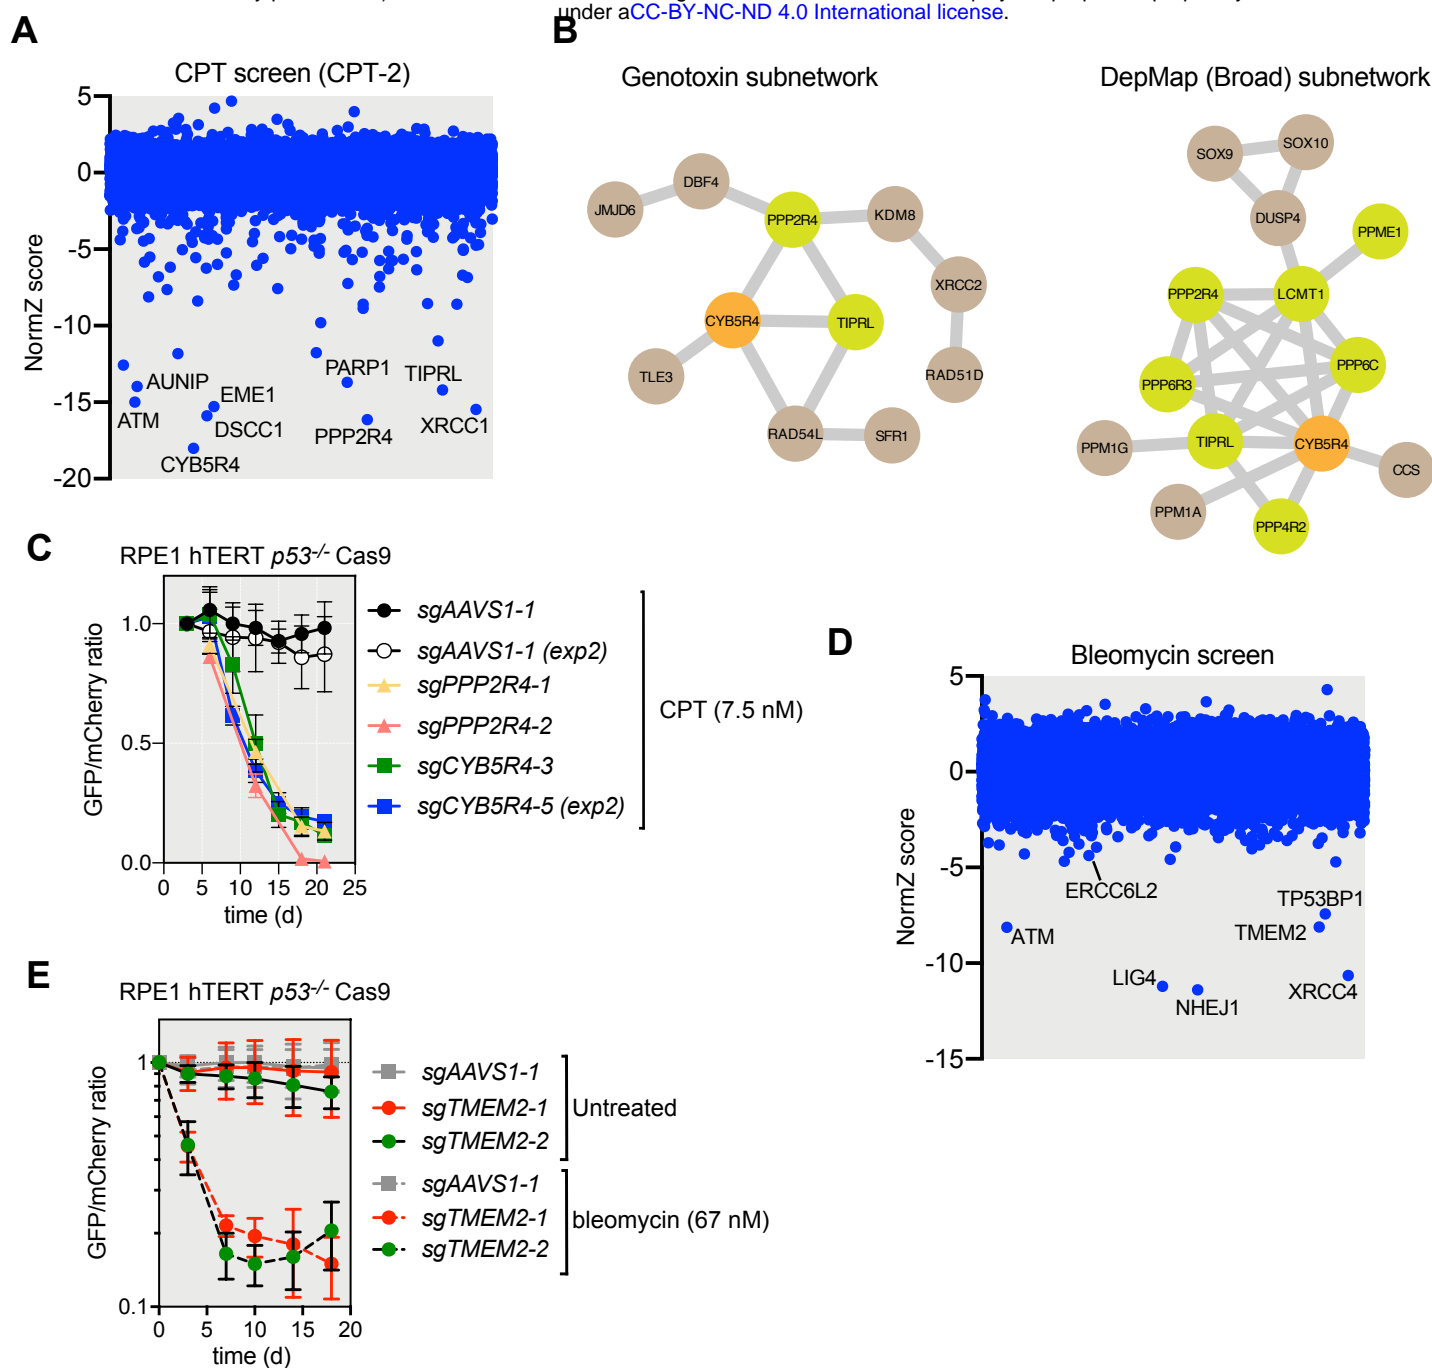 under aCC-BY-NC-ND 4.0 International license.
A
CPT screen (CPT-2)
NormZ score
5
0
-5
-10
-15
-20
AUNIP
ATM
EME1
DSCC1
CYB5R4
PARP1
PPP2R4
TIPRL
XRCC1
B
Genotoxin subnetwork
JMJD6
DBF4
PPP2R4
KDM8
XRCC2
CYB5R4
TIPRL
TLE3
RAD51D
RAD54L
SFR1
DepMap (Broad) subnetwork
SOX9
SOX10
DUSP4
PPME1
PPP2R4
LCMT1
PPP6C
PPP6R3
TIPRL
CYB5R4
PPM1G
CCS
PPM1A
PPP4R2
C
RPE1 hTERT p53-/- Cas9
GFP/mCherry ratio
1.0
0.5
0.0
0 5 10 15 20 25
time (d)
sgAAVS1-1
sgAAVS1-1 (exp2)
sgPPP2R4-1
sgPPP2R4-2
sgCYB5R4-3
sgCYB5R4-5 (exp2)
CPT (7.5 nM)
D
Bleomycin screen
NormZ score
5
0
-5
-10
-15
ERCC6L2
TP53BP1
ATM
TMEM2
LIG4
NHEJ1
XRCC4
E
RPE1 hTERT p53-/- Cas9
GFP/mCherry ratio
1
0.1
0 5 10 15 20
time (d)
sgAAVS1-1
sgTMEM2-1
sgTMEM2-2
Untreated
sgAAVS1-1
sgTMEM2-1
sgTMEM2-2
bleomycin (67 nM)